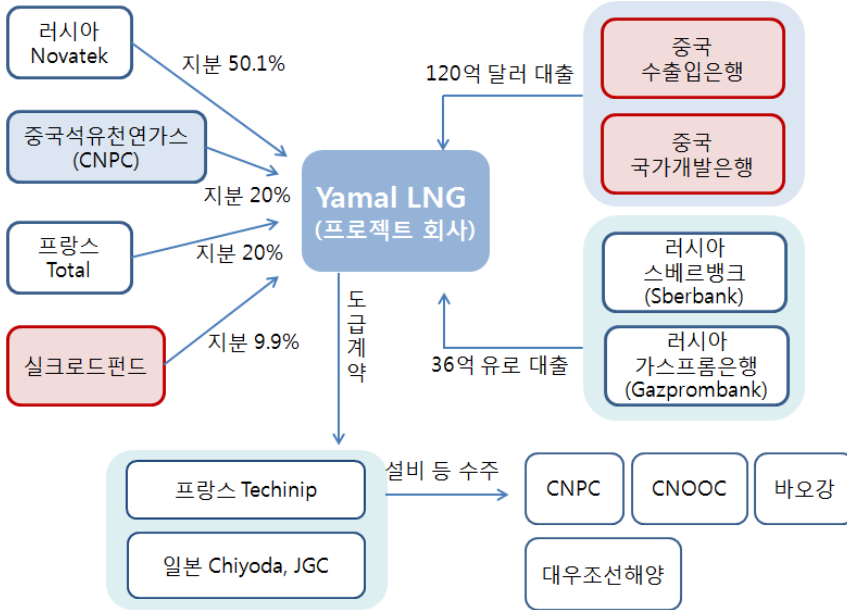 러시아
Novatek
지분 50.1%
중국석유천연가스
(CNPC)
지분 20%
프랑스
Total
지분 20%
실크로드펀드
지분 9.9%
Yamal LNG
(프로젝트 회사)
120억 달러 대출
중국
수출입은행
중국
국가개발은행
36억 유로 대출
러시아
스베르뱅크
(Sberbank)
러시아
가스프롬은행
(Gazprombank)
도급계약
프랑스 Techinip
일본 Chiyoda, JGC
설비 등 수주
CNPC
CNOOC
바오강
대우조선해양